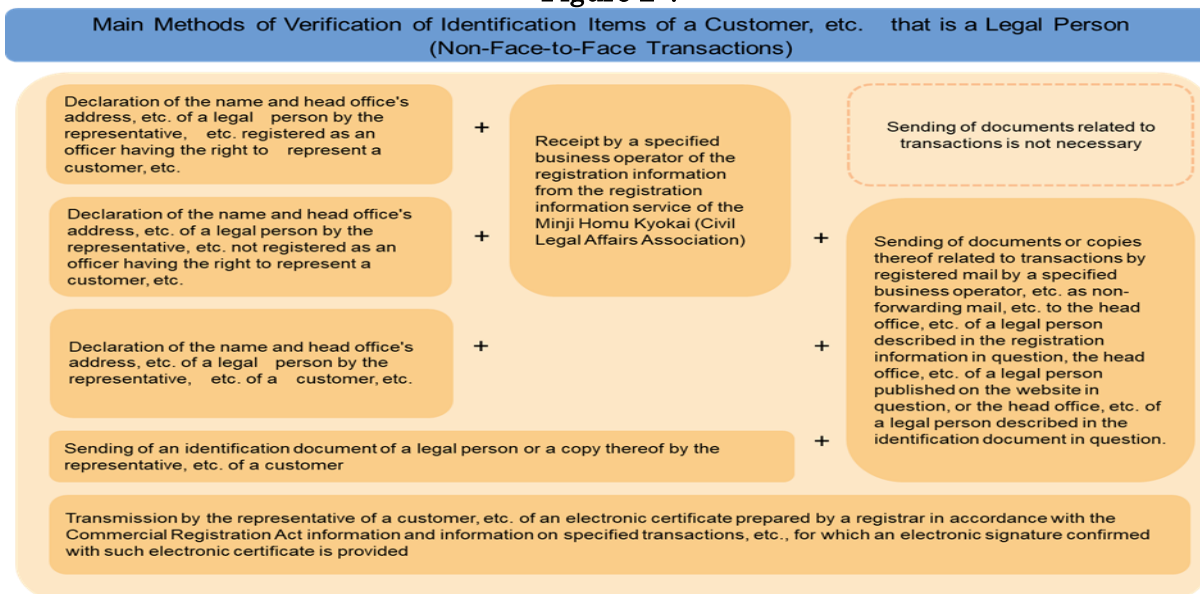 Main Methods of Verification of Identification Items of a Customer, etc. that is a Legal Person
(Non-Face-to-Face Transactions)
Declaration of the name and head office's
address, etc. of a legal person by the
representative, etc. registered as an
officer having the right to represent a
customer, etc.
+
Receipt by a specified
business operator of the
registration information
from the registration
information service of the
Minji Homu Kyokai (Civil
Legal Affairs Association)
Sending of documents related to
transactions is not necessary
Declaration of the name and head office's
address, etc. of a legal person by the
representative, etc. not registered as an
officer having the right to represent a
customer, etc.
+
+
Sending of documents or copies
thereof related to transactions by
registered mail by a specified
business operator, etc. as non-
forwarding mail, etc. to the head
office, etc. of a legal person
described in the registration
information in question, the head
office, etc. of a legal person
published on the website in
question, or the head office, etc. of
a legal person described in the
identification document in question.
Declaration of the name and head office's
address, etc. of a legal person by the
representative, etc. of a customer, etc.
+
+
Sending of an identification document of a legal person or a copy thereof by the
representative, etc. of a customer
+
Transmission by the representative of a customer, etc. of an electronic certificate prepared by a registrar in accordance with the
Commercial Registration Act information and information on specified transactions, etc., for which an electronic signature confirmed
with such electronic certificate is provided